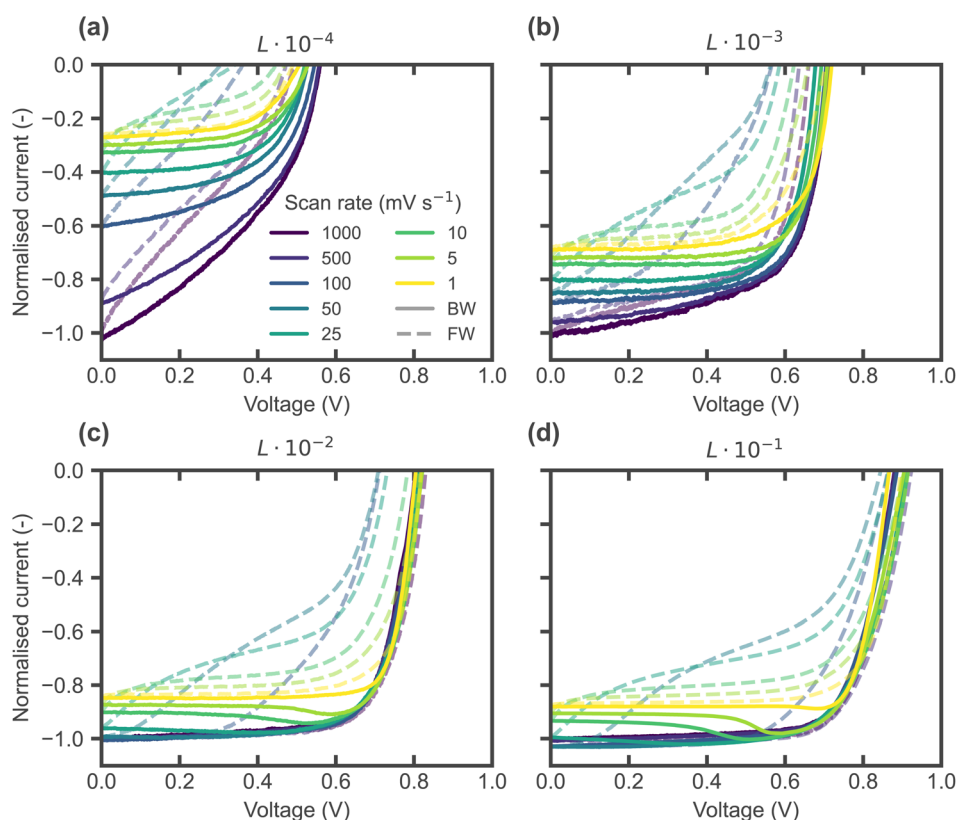 (a)
L · 10⁻⁴
0.0
−0.2
−0.4
−0.6
−0.8
−1.0
Normalised current (-)
Scan rate (mV s⁻¹)
1000
500
100
50
25
10
5
1
BW
FW
0.0 0.2 0.4 0.6 0.8 1.0
Voltage (V)
(b)
L · 10⁻³
0.0 0.2 0.4 0.6 0.8 1.0
Voltage (V)
(c)
L · 10⁻²
0.0
−0.2
−0.4
−0.6
−0.8
−1.0
Normalised current (-)
0.0 0.2 0.4 0.6 0.8 1.0
Voltage (V)
(d)
L · 10⁻¹
0.0 0.2 0.4 0.6 0.8 1.0
Voltage (V)